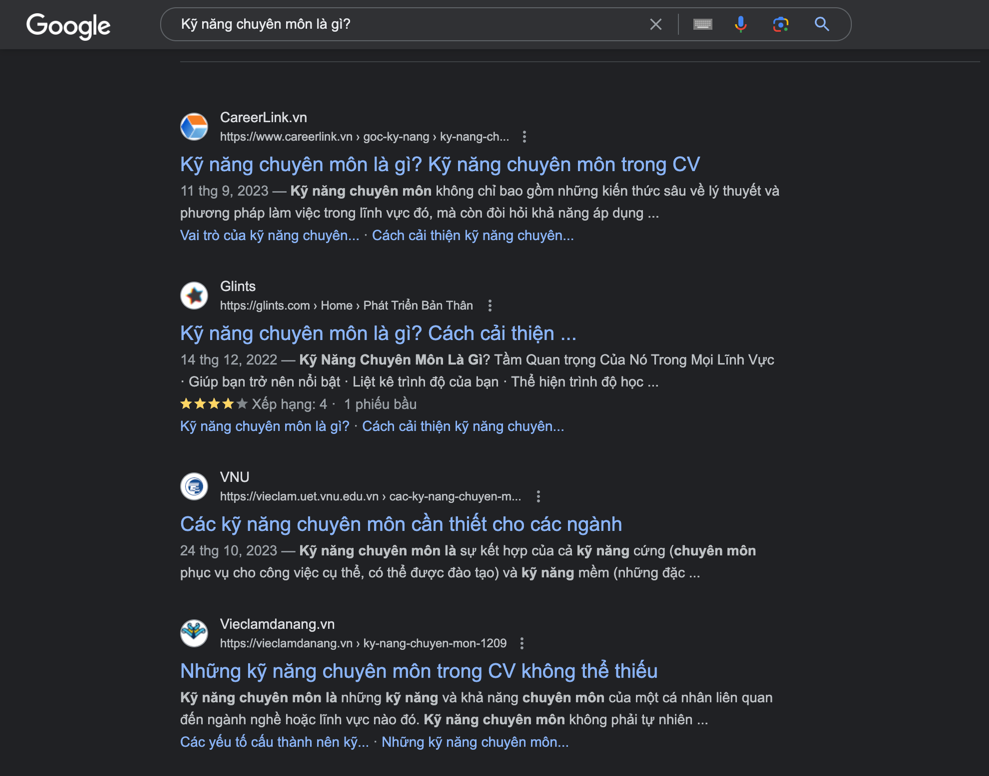 Google
Kỹ năng chuyên môn là gì?
CareerLink.vn
https://www.careerlink.vn › goc-ky-nang › ky-nang-ch...
Kỹ năng chuyên môn là gì? Kỹ năng chuyên môn trong CV
11 thg 9, 2023 — Kỹ năng chuyên môn không chỉ bao gồm những kiến thức sâu về lý thuyết và
phương pháp làm việc trong lĩnh vực đó, mà còn đòi hỏi khả năng áp dụng ...
Vai trò của kỹ năng chuyên... · Cách cải thiện kỹ năng chuyên...
Glints
https://glints.com › Home › Phát Triển Bản Thân
Kỹ năng chuyên môn là gì? Cách cải thiện ...
14 thg 12, 2022 — Kỹ Năng Chuyên Môn Là Gì? Tầm Quan trọng Của Nó Trong Mọi Lĩnh Vực
· Giúp bạn trở nên nổi bật · Liệt kê trình độ của bạn · Thể hiện trình độ học ...
Xếp hạng: 4 · 1 phiếu bầu
Kỹ năng chuyên môn là gì? · Cách cải thiện kỹ năng chuyên...
VNU
https://vieclam.uet.vnu.edu.vn › cac-ky-nang-chuyen-m...
Các kỹ năng chuyên môn cần thiết cho các ngành
24 thg 10, 2023 — Kỹ năng chuyên môn là sự kết hợp của cả kỹ năng cứng (chuyên môn
phục vụ cho công việc cụ thể, có thể được đào tạo) và kỹ năng mềm (những đặc ...
Vieclamdanang.vn
https://vieclamdanang.vn › ky-nang-chuyen-mon-1209
Những kỹ năng chuyên môn trong CV không thể thiếu
Kỹ năng chuyên môn là những kỹ năng và khả năng chuyên môn của một cá nhân liên quan
đến ngành nghề hoặc lĩnh vực nào đó. Kỹ năng chuyên môn không phải tự nhiên ...
Các yếu tố cấu thành nên kỹ... · Những kỹ năng chuyên môn...